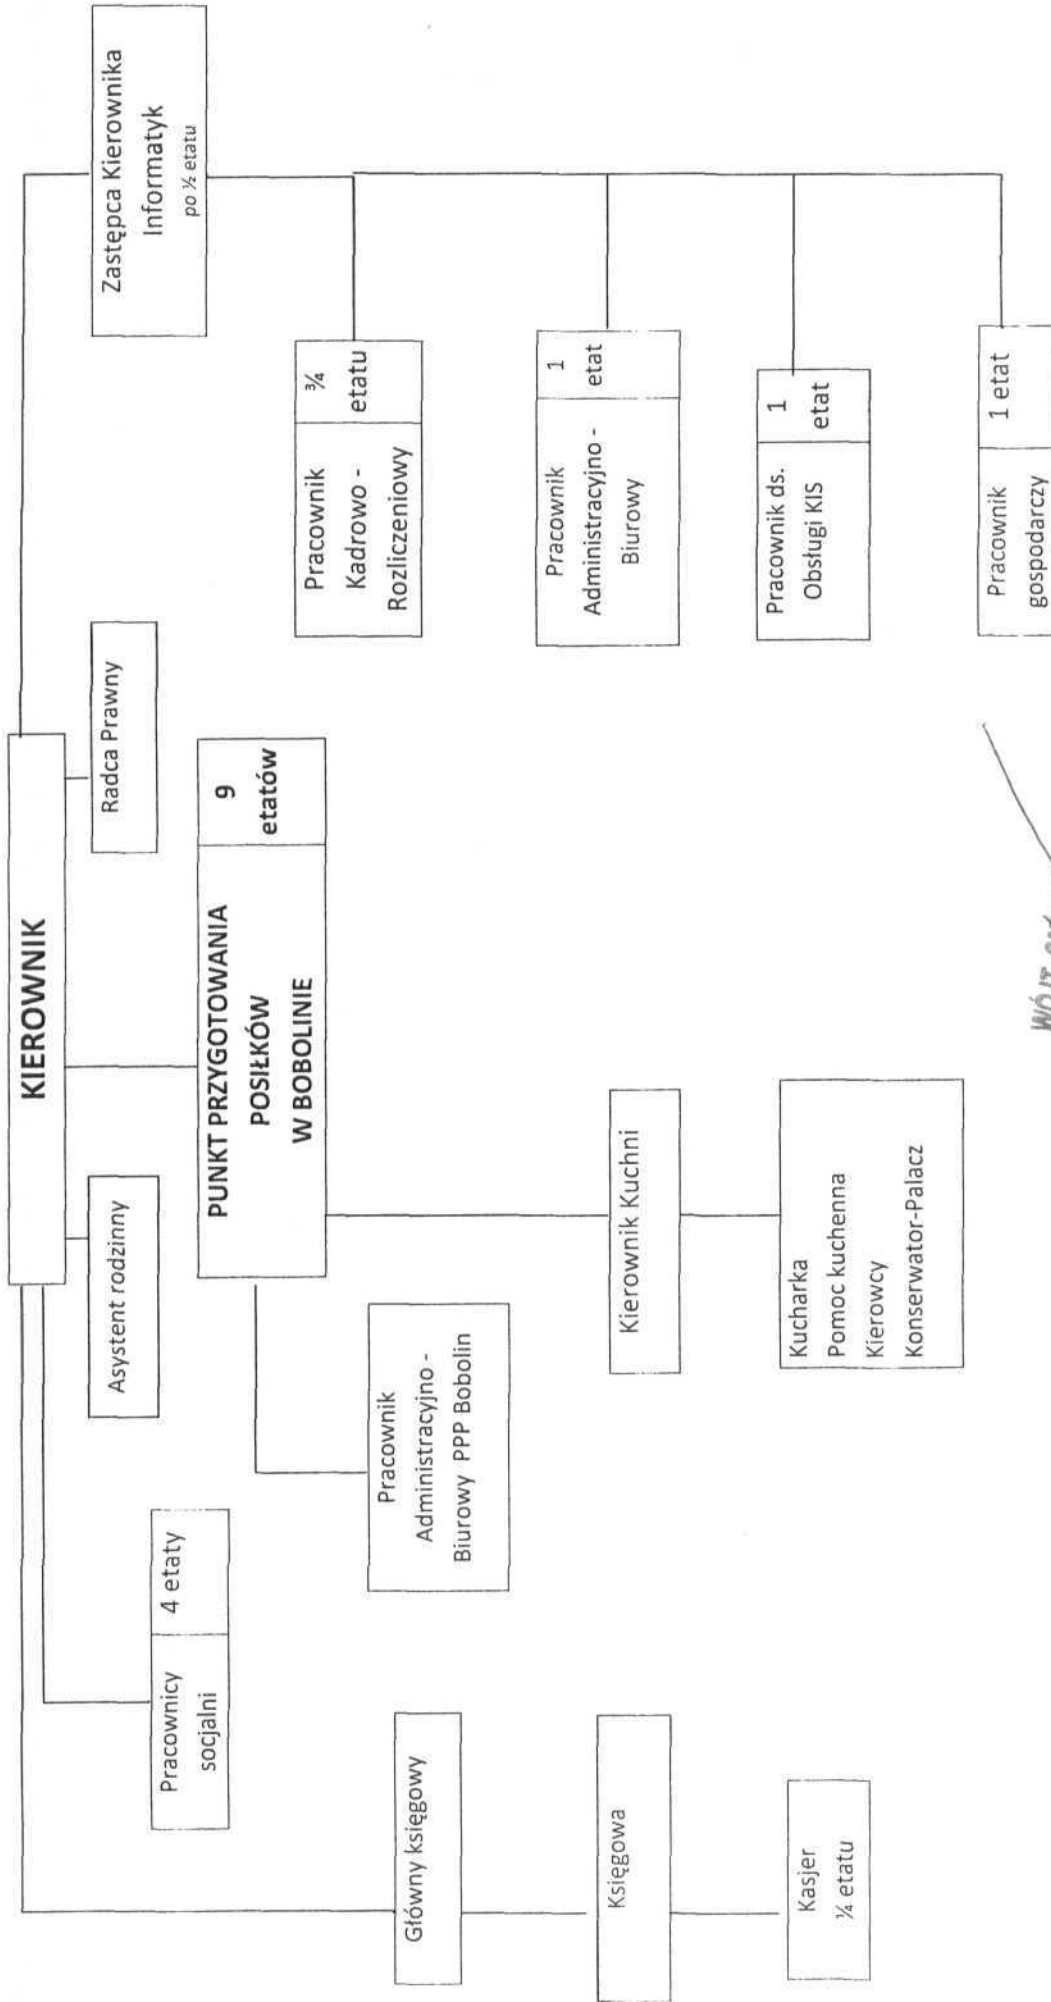 KIEROWNIK
Asystent rodzinny
Radca Prawny
Zastępca Kierownika
Informatyk
po ½ etatu
Pracownicy
socjalni
4 etaty
PUNKT PRZYGOTOWANIA
POSIŁKÓW
W BOBOLINIE
9
etatów
Pracownik
Kadrowo -
Rozliczeniowy
¾
etatu
Główny księgowy
Pracownik
Administracyjno -
Biurowy PPP Bobolin
Pracownik
Administracyjno -
Biurowy
1
etat
Księgowa
Kierownik Kuchni
Pracownik ds.
Obsługi KIS
1
etat
Kasjer
¼ etatu
Kucharka
Pomoc kuchenna
Kierowcy
Konserwator-Palacz
Pracownik
gospodarczy
1 etat
WÓJT